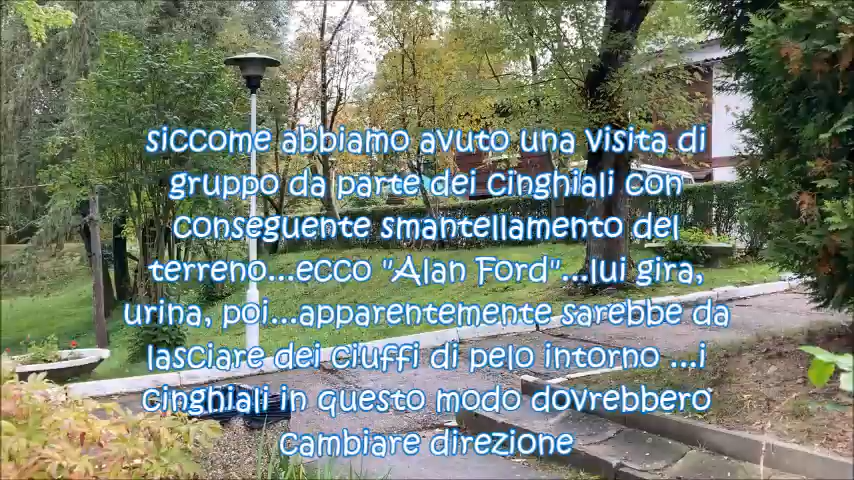 siccome abbiamo avuto una visita di
gruppo da parte dei cinghiali con
conseguente smantellamento del
terreno....ecco "Alan Ford"...lui gira,
urina, poi....apparentemente sarebbe da
lasciare dei ciuffi di pelo intorno ...i
cinghiali in questo modo dovrebbero
cambiare direzione